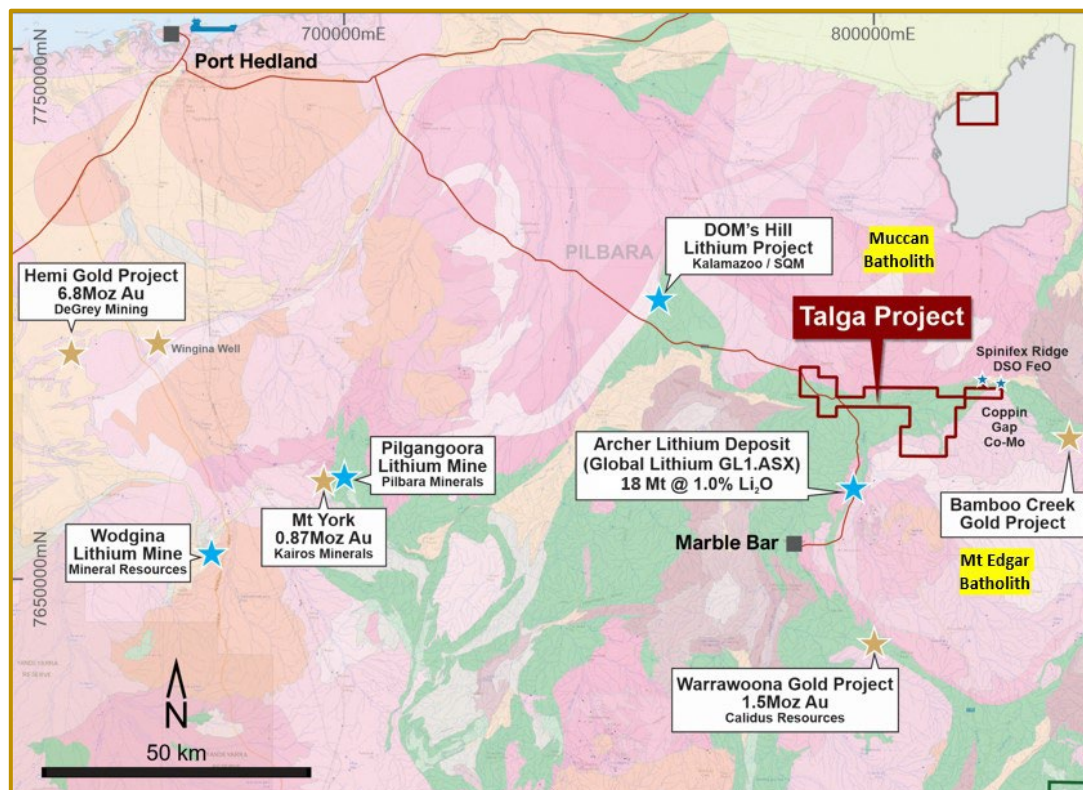 700000mE
800000mE
7750000mN
7650000mN
Port Hedland
PILBARA
DOM's Hill
Lithium Project
Kalamazoo / SQM
Muccan
Batholith
Hemi Gold Project
6.8Moz Au
DeGrey Mining
Wingina Well
Talga Project
Spinifex Ridge
DSO FeO
Coppin
Gap
Co-Mo
Pilgangoora
Lithium Mine
Pilbara Minerals
Archer Lithium Deposit
(Global Lithium GL1.ASX)
18 Mt @ 1.0% Li₂O
Bamboo Creek
Gold Project
Mt York
0.87Moz Au
Kairos Minerals
Wodgina
Lithium Mine
Mineral Resources
Marble Bar
Mt Edgar
Batholith
Warrawoona Gold Project
1.5Moz Au
Calidus Resources
N
50 km